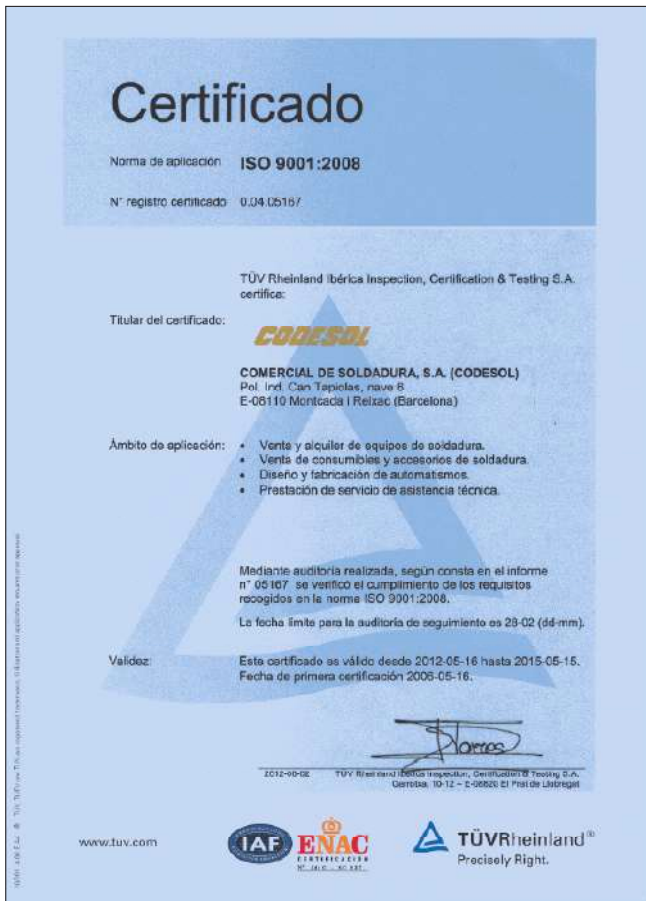 Certificado
Norma de aplicación ISO 9001:2008
N° registro certificado 0.04.05167
TÜV Rheinland Ibérica Inspection, Certification & Testing S.A.
certifica:
Titular del certificado:
CODESOL
COMERCIAL DE SOLDADURA, S.A. (CODESOL)
Pol. Ind. Can Tapiolas, nave 6
E-08110 Montcada i Reixac (Barcelona)
Ámbito de aplicación: • Venta y alquiler de equipos de soldadura.
• Venta de consumibles y accesorios de soldadura.
• Diseño y fabricación de automatismos.
• Prestación de servicio de asistencia técnica.
Mediante auditoría realizada, según consta en el informe
n° 05167 se verificó el cumplimiento de los requisitos
recogidos en la norma ISO 9001:2008.
La fecha límite para la auditoría de seguimiento es 28-02 (dd-mm).
Validez: Este certificado es válido desde 2012-05-16 hasta 2015-05-15.
Fecha de primera certificación 2006-05-16.
TÜV Rheinland Ibérica Inspection, Certification & Testing S.A.
Garrotxa, 10-12 – E-08820 El Prat de Llobregat
www.tuv.com
IAF
ENAC
CERTIFICACIÓN
TÜVRheinland®
Precisely Right.